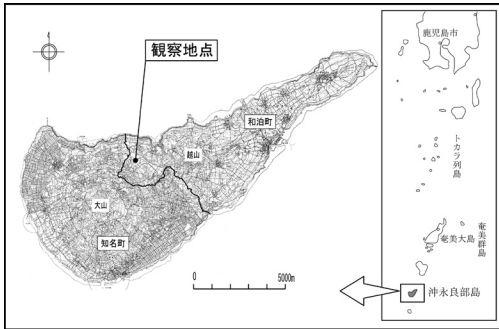 観察地点
和泊町
越山
大山
知名町
0
5000m
鹿児島市
トカラ列島
奄美大島
奄美群島
沖永良部島